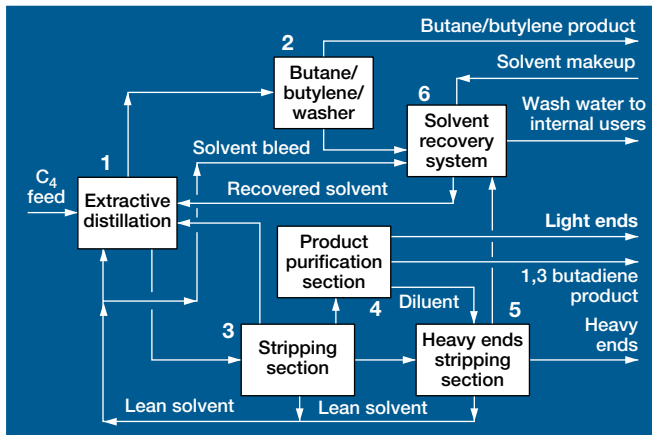 Butane/butylene product
2
Solvent makeup
Butane/
butylene/
washer
6
Wash water to
internal users
Solvent
recovery
system
Solvent bleed
1
C4
feed
Extractive
distillation
Recovered solvent
Light ends
Product
purification
section
1,3 butadiene
product
Diluent
4
5
3
Heavy
ends
Stripping
section
Heavy ends
stripping
section
Lean solvent
Lean solvent